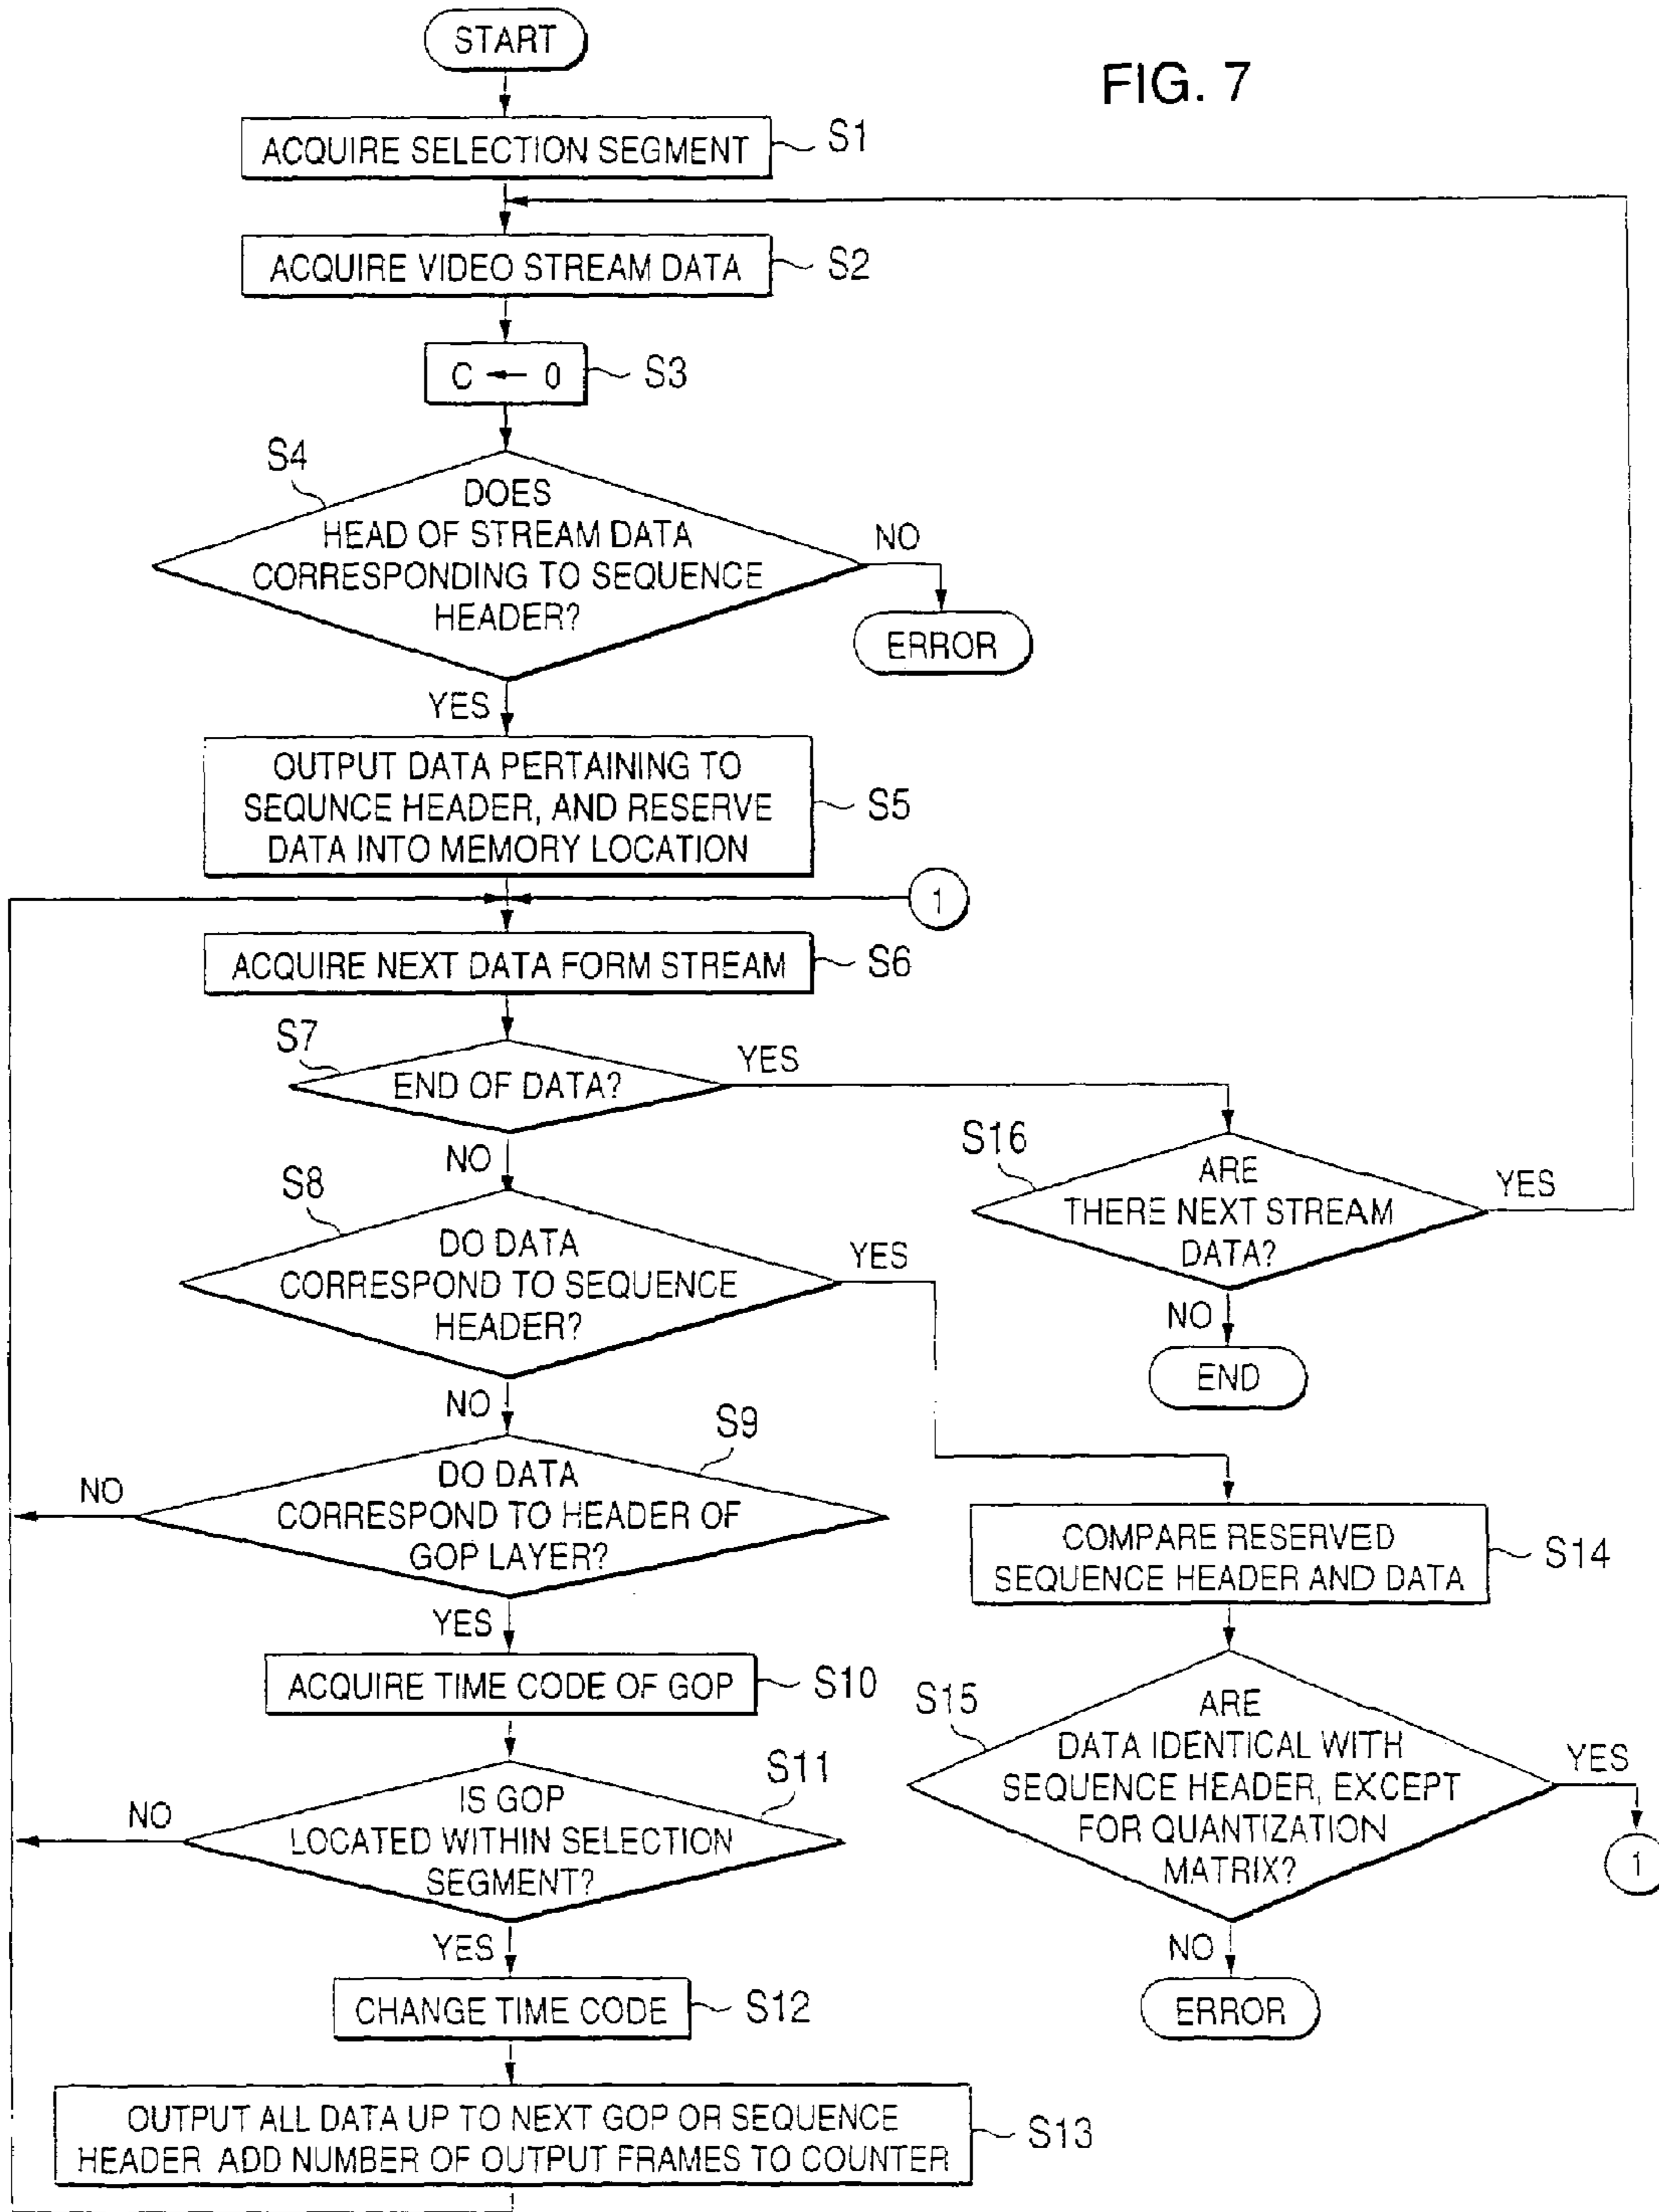 START
FIG. 7
ACQUIRE SELECTION SEGMENT
S1
ACQUIRE VIDEO STREAM DATA
S2
C ← 0
S3
S4
DOES
HEAD OF STREAM DATA
CORRESPONDING TO SEQUENCE
HEADER?
NO
ERROR
YES
OUTPUT DATA PERTAINING TO
SEQUNCE HEADER, AND RESERVE
DATA INTO MEMORY LOCATION
S5
1
ACQUIRE NEXT DATA FORM STREAM
S6
S7
END OF DATA?
YES
NO
S16
ARE
THERE NEXT STREAM
DATA?
YES
NO
END
S8
DO DATA
CORRESPOND TO SEQUENCE
HEADER?
YES
NO
S9
DO DATA
CORRESPOND TO HEADER OF
GOP LAYER?
NO
YES
COMPARE RESERVED
SEQUENCE HEADER AND DATA
S14
ACQUIRE TIME CODE OF GOP
S10
S15
ARE
DATA IDENTICAL WITH
SEQUENCE HEADER, EXCEPT
FOR QUANTIZATION
MATRIX?
YES
1
NO
ERROR
S11
IS GOP
LOCATED WITHIN SELECTION
SEGMENT?
NO
YES
CHANGE TIME CODE
S12
OUTPUT ALL DATA UP TO NEXT GOP OR SEQUENCE
HEADER ADD NUMBER OF OUTPUT FRAMES TO COUNTER
S13